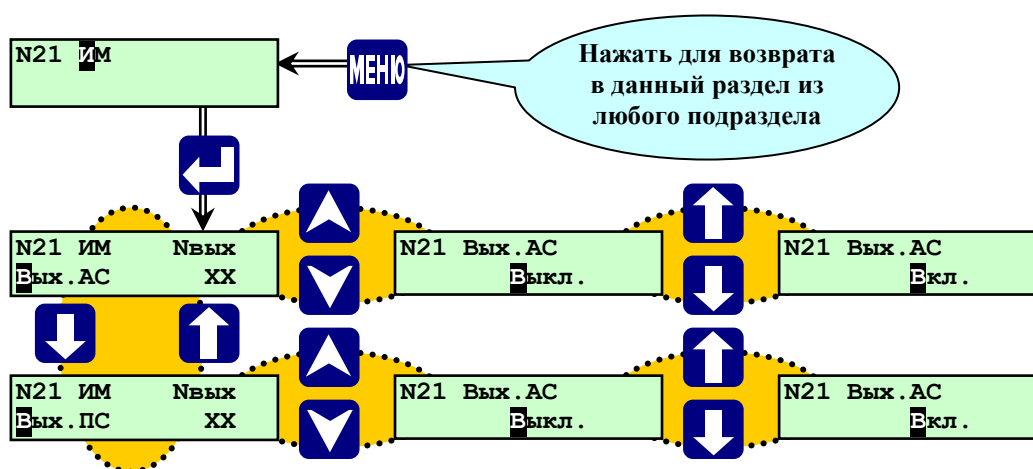 N21 ИМ
МЕНЮ
Нажать для возврата
в данный раздел из
любого подраздела
N21 ИМ Nвых
Вых.АС XX
N21 Вых.АС
Выкл.
N21 Вых.АС
Вкл.
N21 ИМ Nвых
Вых.ПС XX
N21 Вых.АС
Выкл.
N21 Вых.АС
Вкл.